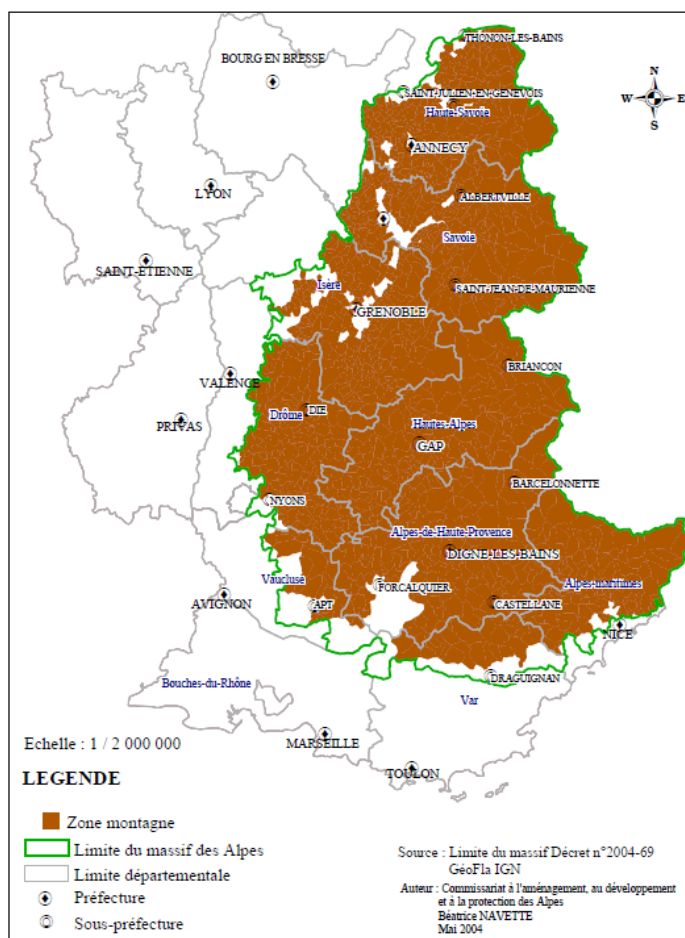 THONON-LES-BAINS
BOURG EN BRESSE
N
W E
S
SAINT-JULIEN-EN-GENEVOIS
Haute-Savoie
ANNECY
LYON
ALBERTVILLE
Savoie
SAINT-ETIENNE
Isère
SAINT-JEAN-DE-MAURIENNE
GRENOBLE
BRIANCON
VALENCE
DIE
Drôme
PRIVAS
Hautes-Alpes
GAP
BARCELONNETTE
NYONS
Alpes-de-Haute-Provence
DIGNE-LES-BAINS
Vaucluse
FORCALQUIER
Alpes-maritimes
AVIGNON
APT
CASTELLANE
NICE
DRAGUIGNAN
Bouches-du-Rhône
Var
Echelle : 1 / 2 000 000
MARSEILLE
TOULON
LEGENDE
Zone montagne
Limite du massif des Alpes
Limite départementale
Préfecture
Sous-préfecture
Source : Limite du massif Décret n°2004-69
GéoFla IGN
Auteur : Commissariat à l'aménagement, au développement
et à la protection des Alpes
Béatrice NAVETTE
Mai 2004